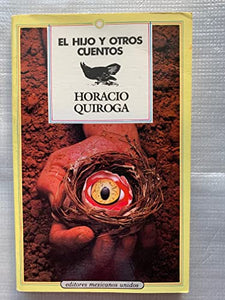 EL HIJO Y OTROS
CUENTOS
HORACIO
QUIROGA
editores mexicanos unidos